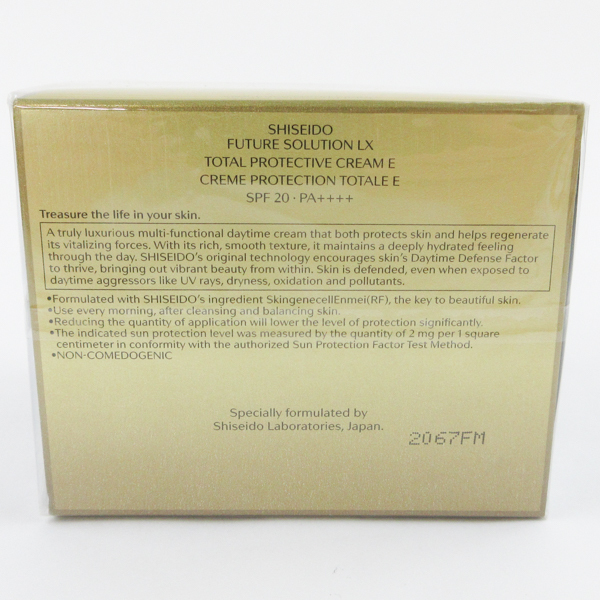 SHISEIDO
FUTURE SOLUTION LX
TOTAL PROTECTIVE CREAM E
CREME PROTECTION TOTALE E
SPF 20 · PA++++
Treasure the life in your skin.
A truly luxurious multi-functional daytime cream that both protects skin and helps regenerate
its vitalizing forces. With its rich, smooth texture, it maintains a deeply hydrated feeling
through the day. SHISEIDO's original technology encourages skin's Daytime Defense Factor
to thrive, bringing out vibrant beauty from within. Skin is defended, even when exposed to
daytime aggressors like UV rays, dryness, oxidation and pollutants.
•Formulated with SHISEIDO's ingredient SkingenecellEnmei(RF), the key to beautiful skin.
•Use every morning, after cleansing and balancing skin.
•Reducing the quantity of application will lower the level of protection significantly.
•The indicated sun protection level was measured by the quantity of 2 mg per 1 square
centimeter in conformity with the authorized Sun Protection Factor Test Method.
•NON-COMEDOGENIC
Specially formulated by
Shiseido Laboratories, Japan.
2067FM